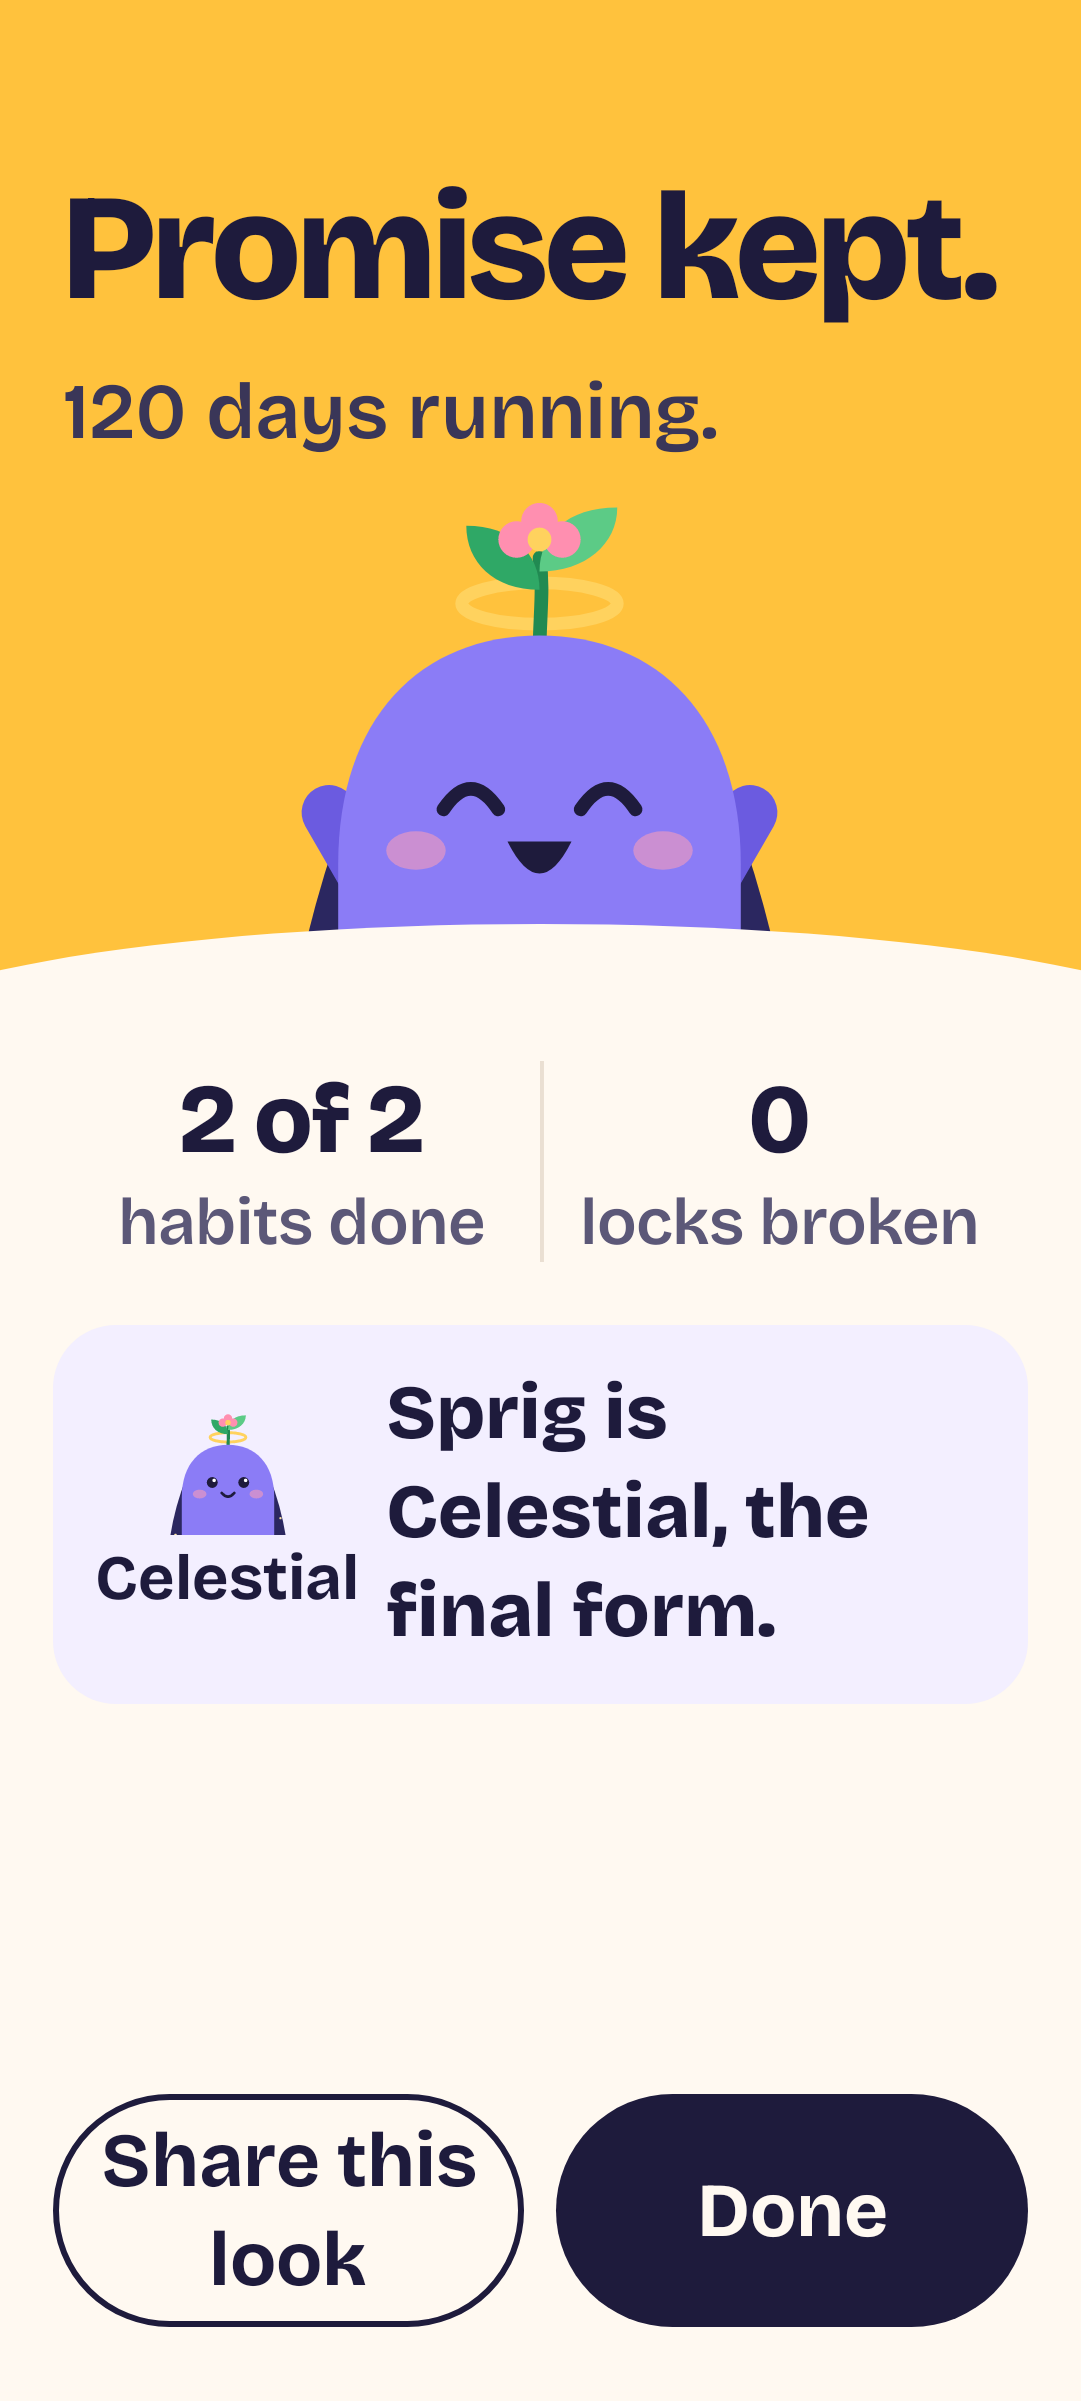 Promise kept.
120 days running.
2 of 2
habits done
0
locks broken
Celestial
Sprig is
Celestial, the
final form.
Share this
look
Done